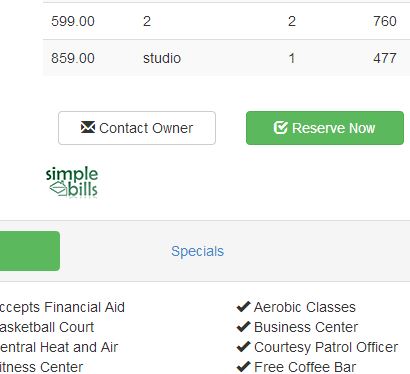 599.00 2 2 760
859.00 studio 1 477
Contact Owner Reserve Now
simple
bills
Specials
ccepts Financial Aid Aerobic Classes
asketball Court Business Center
entral Heat and Air Courtesy Patrol Officer
itness Center Free Coffee Bar